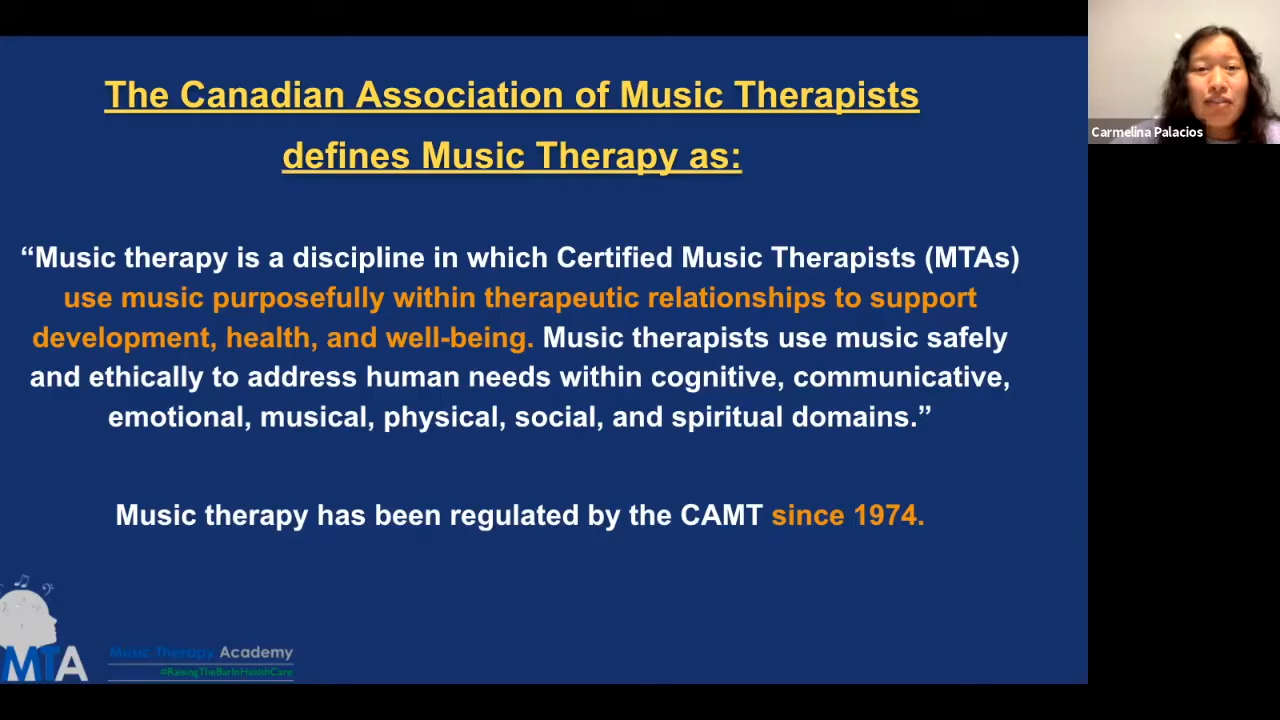 The Canadian Association of Music Therapists
defines Music Therapy as:
“Music therapy is a discipline in which Certified Music Therapists (MTAs)
use music purposefully within therapeutic relationships to support
development, health, and well-being. Music therapists use music safely
and ethically to address human needs within cognitive, communicative,
emotional, musical, physical, social, and spiritual domains.”
Music therapy has been regulated by the CAMT since 1974.
MTA
Music Therapy Academy
#RaisingTheBarInHealthCare
Carmelina Palacios